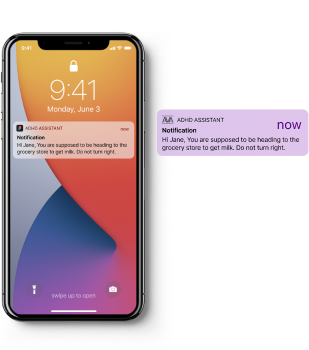 9:41
9:41
Monday, June 3
ADHD ASSISTANT now
Notification
Hi Jane, You are supposed to be heading to the
grocery store to get milk. Do not turn right.
swipe up to open
ADHD ASSISTANT now
Notification
Hi Jane, You are supposed to be heading to the
grocery store to get milk. Do not turn right.